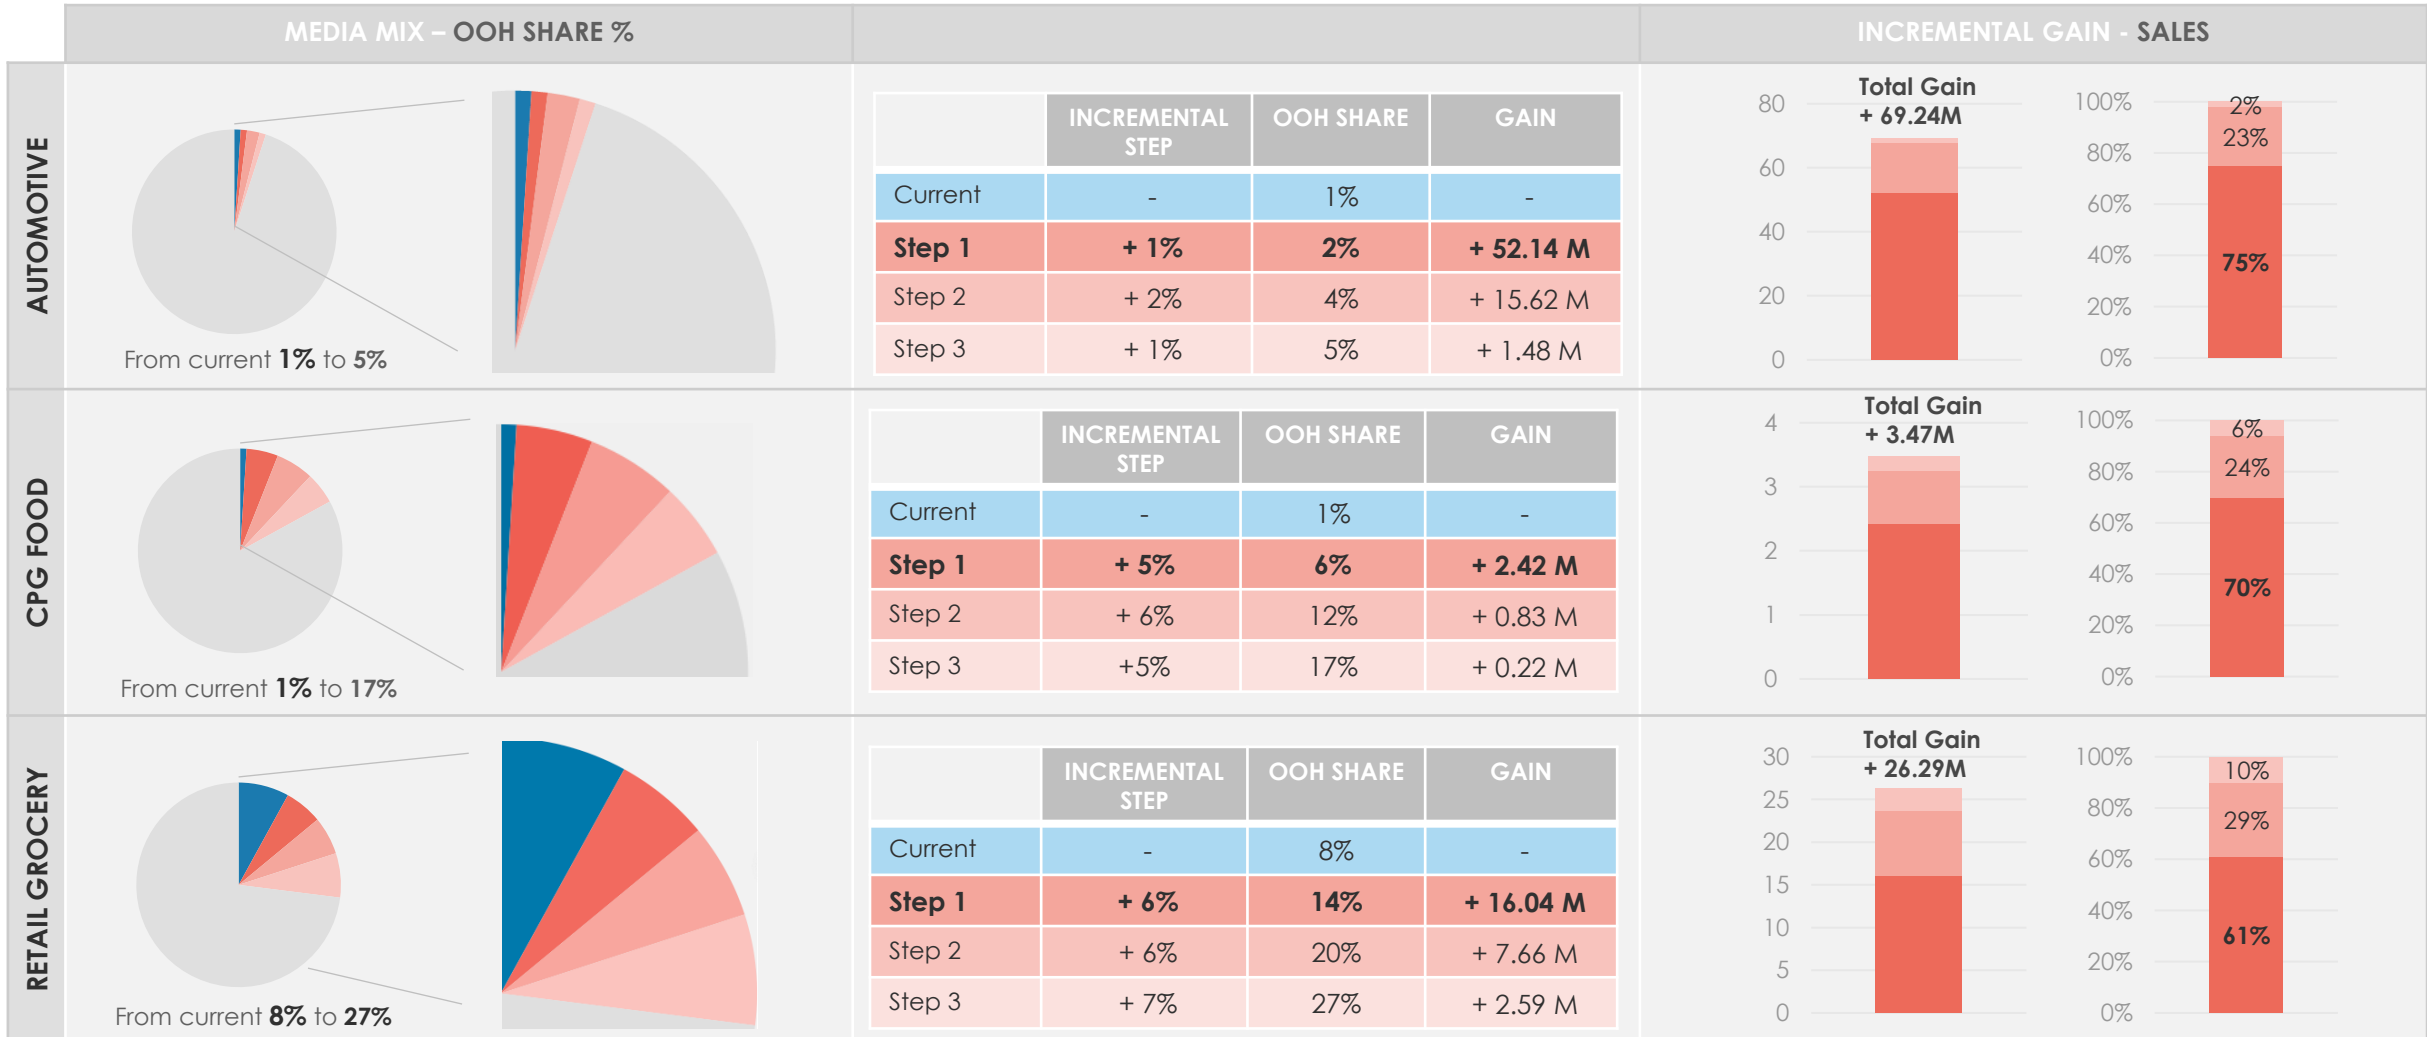 MEDIA MIX – OOH SHARE %
INCREMENTAL GAIN - SALES
AUTOMOTIVE
From current 1% to 5%
INCREMENTAL STEP OOH SHARE GAIN
Current - 1% -
Step 1 + 1% 2% + 52.14 M
Step 2 + 2% 4% + 15.62 M
Step 3 + 1% 5% + 1.48 M
Total Gain
+ 69.24M
80
60
40
20
0
100%
80%
60%
40%
20%
0%
2%
23%
75%
CPG FOOD
From current 1% to 17%
INCREMENTAL STEP OOH SHARE GAIN
Current - 1% -
Step 1 + 5% 6% + 2.42 M
Step 2 + 6% 12% + 0.83 M
Step 3 +5% 17% + 0.22 M
Total Gain
+ 3.47M
4
3
2
1
0
100%
80%
60%
40%
20%
0%
6%
24%
70%
RETAIL GROCERY
From current 8% to 27%
INCREMENTAL STEP OOH SHARE GAIN
Current - 8% -
Step 1 + 6% 14% + 16.04 M
Step 2 + 6% 20% + 7.66 M
Step 3 + 7% 27% + 2.59 M
Total Gain
+ 26.29M
30
25
20
15
10
5
0
100%
80%
60%
40%
20%
0%
10%
29%
61%